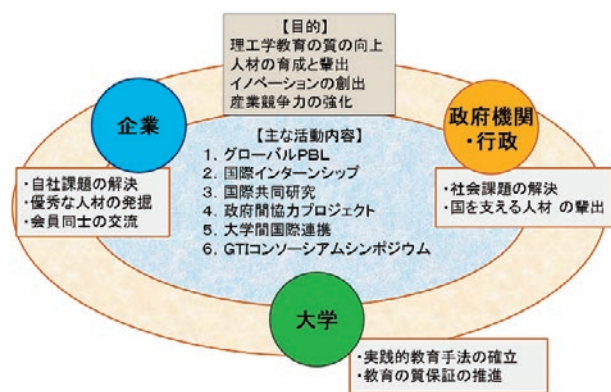 【目的】
理工学教育の質の向上
人材の育成と輩出
イノベーションの創出
産業競争力の強化
企業
・自社課題の解決
・優秀な人材の発掘
・会員同士の交流
【主な活動内容】
1. グローバルPBL
2. 国際インターンシップ
3. 国際共同研究
4. 政府間協力プロジェクト
5. 大学間国際連携
6. GTIコンソーシアムシンポジウム
政府機関
・行政
・社会課題の解決
・国を支える人材 の輩出
大学
・実践的教育手法の確立
・教育の質保証の推進